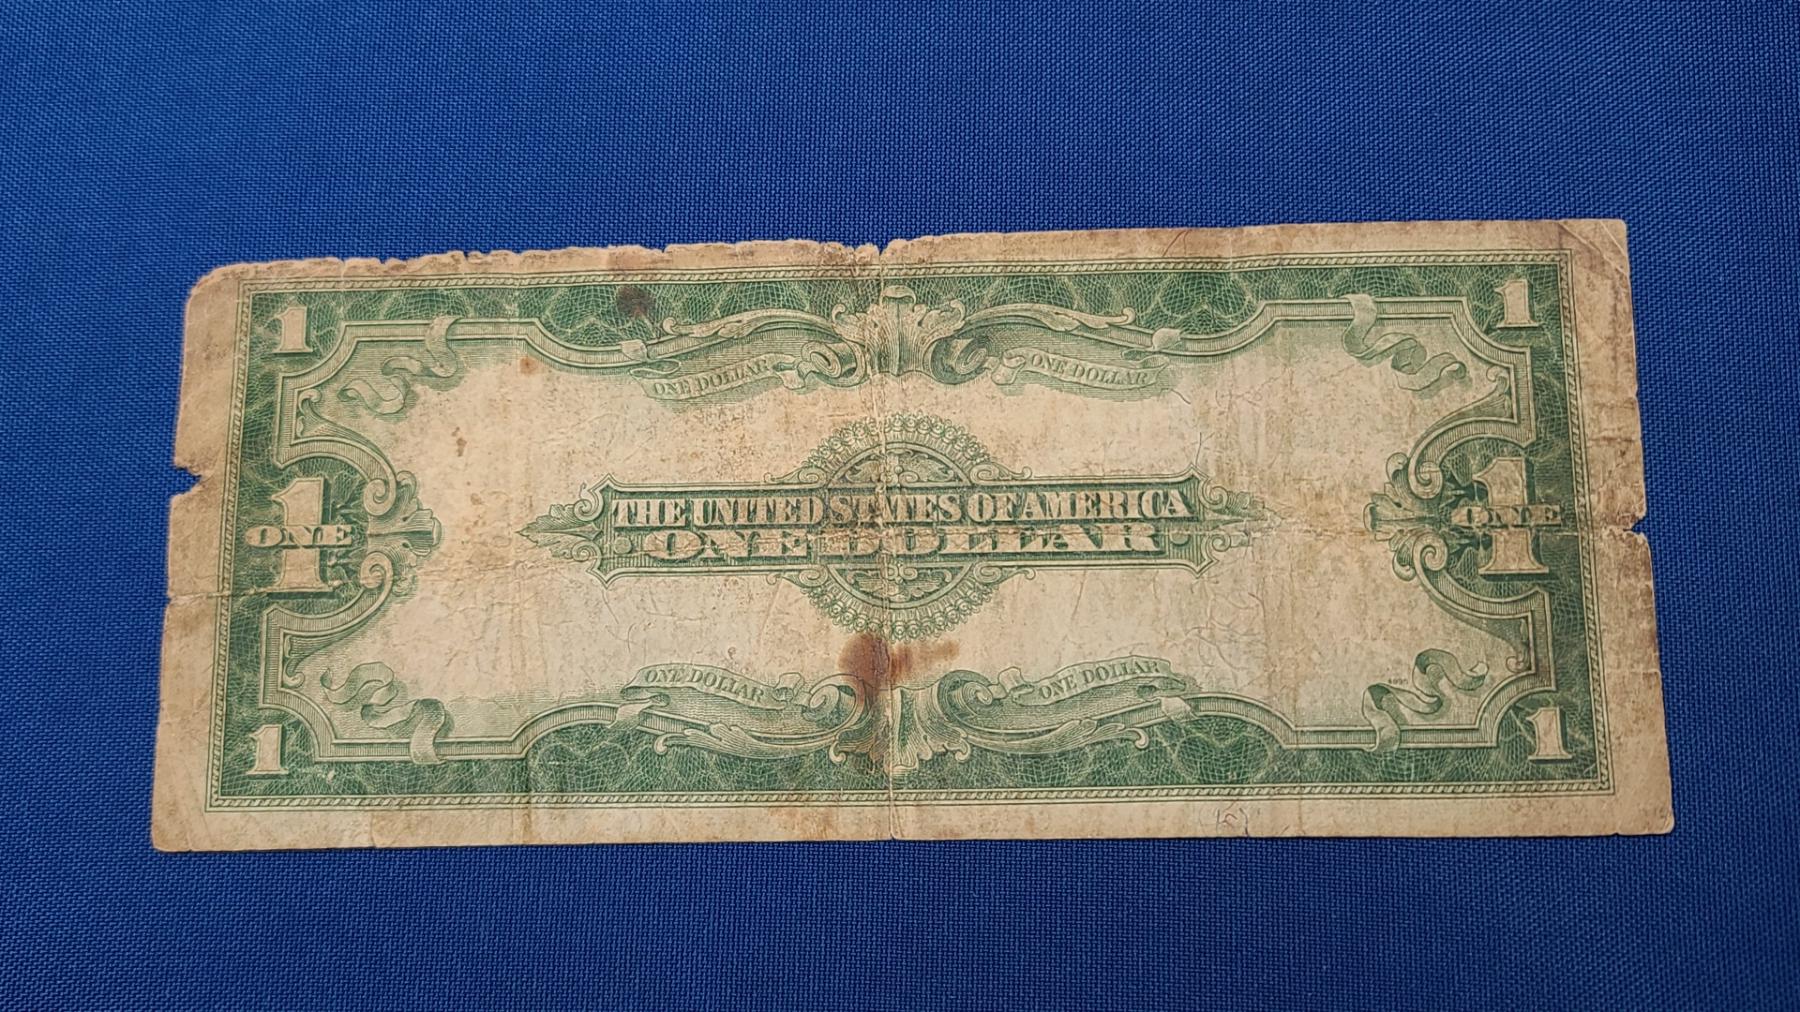 1 1
ONE DOLLAR ONE DOLLAR
THE UNITED STATES OF AMERICA
1 ONE 1 ONE
ONE DOLLAR
ONE DOLLAR ONE DOLLAR
1 1